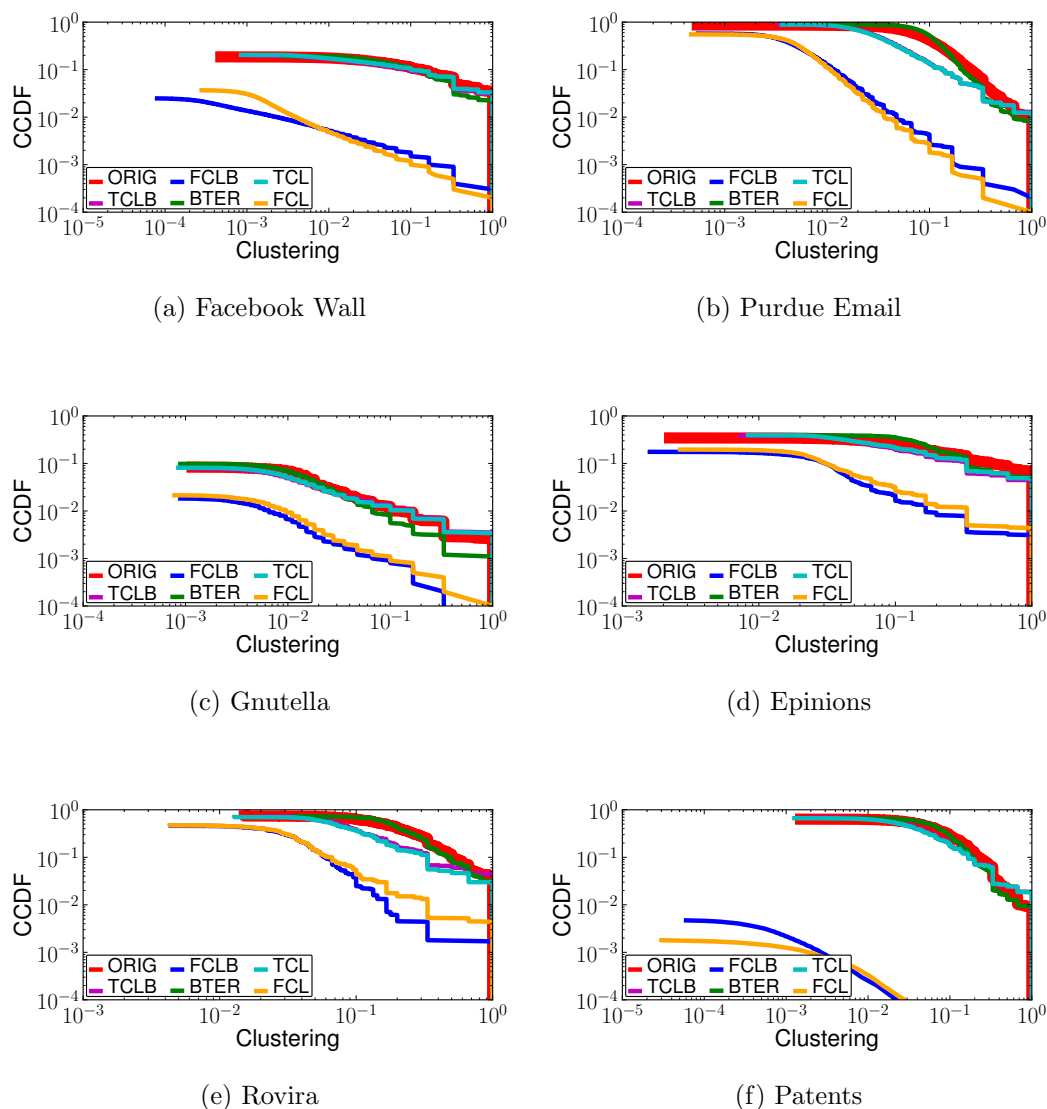 10^0
10^-1
10^-2
10^-3
10^-4
CCDF
ORIG FCLB TCL
TCLB BTER FCL
10^-5 10^-4 10^-3 10^-2 10^-1 10^0
Clustering
(a) Facebook Wall
10^0
10^-1
10^-2
10^-3
10^-4
CCDF
ORIG FCLB TCL
TCLB BTER FCL
10^-4 10^-3 10^-2 10^-1 10^0
Clustering
(b) Purdue Email
10^0
10^-1
10^-2
10^-3
10^-4
CCDF
ORIG FCLB TCL
TCLB BTER FCL
10^-4 10^-3 10^-2 10^-1 10^0
Clustering
(c) Gnutella
10^0
10^-1
10^-2
10^-3
10^-4
CCDF
ORIG FCLB TCL
TCLB BTER FCL
10^-3 10^-2 10^-1 10^0
Clustering
(d) Epinions
10^0
10^-1
10^-2
10^-3
10^-4
CCDF
ORIG FCLB TCL
TCLB BTER FCL
10^-3 10^-2 10^-1 10^0
Clustering
(e) Rovira
10^0
10^-1
10^-2
10^-3
10^-4
CCDF
ORIG FCLB TCL
TCLB BTER FCL
10^-5 10^-4 10^-3 10^-2 10^-1 10^0
Clustering
(f) Patents